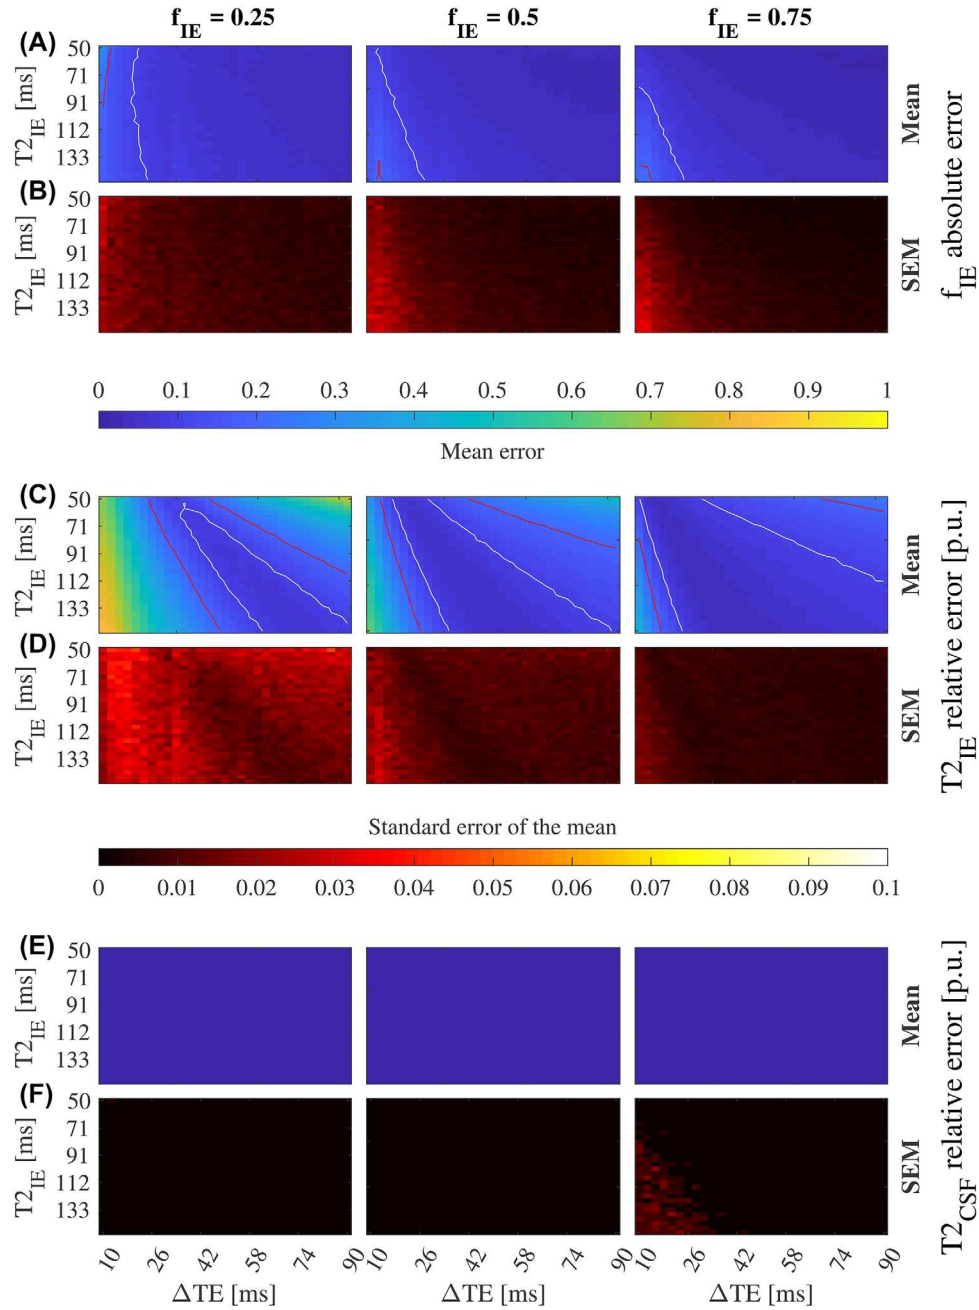 f_IE = 0.25 f_IE = 0.5 f_IE = 0.75
(A)
50
71
91
112
133
T2_IE [ms]
Mean
(B)
50
71
91
112
133
T2_IE [ms]
SEM
f_IE absolute error
0 0.1 0.2 0.3 0.4 0.5 0.6 0.7 0.8 0.9 1
Mean error
(C)
50
71
91
112
133
T2_IE [ms]
Mean
(D)
50
71
91
112
133
T2_IE [ms]
SEM
T2_IE relative error [p.u.]
Standard error of the mean
0 0.01 0.02 0.03 0.04 0.05 0.06 0.07 0.08 0.09 0.1
(E)
50
71
91
112
133
T2_IE [ms]
Mean
(F)
50
71
91
112
133
T2_IE [ms]
SEM
T2_CSF relative error [p.u.]
10 26 42 58 74 90 10 26 42 58 74 90 10 26 42 58 74 90
ΔTE [ms] ΔTE [ms] ΔTE [ms]